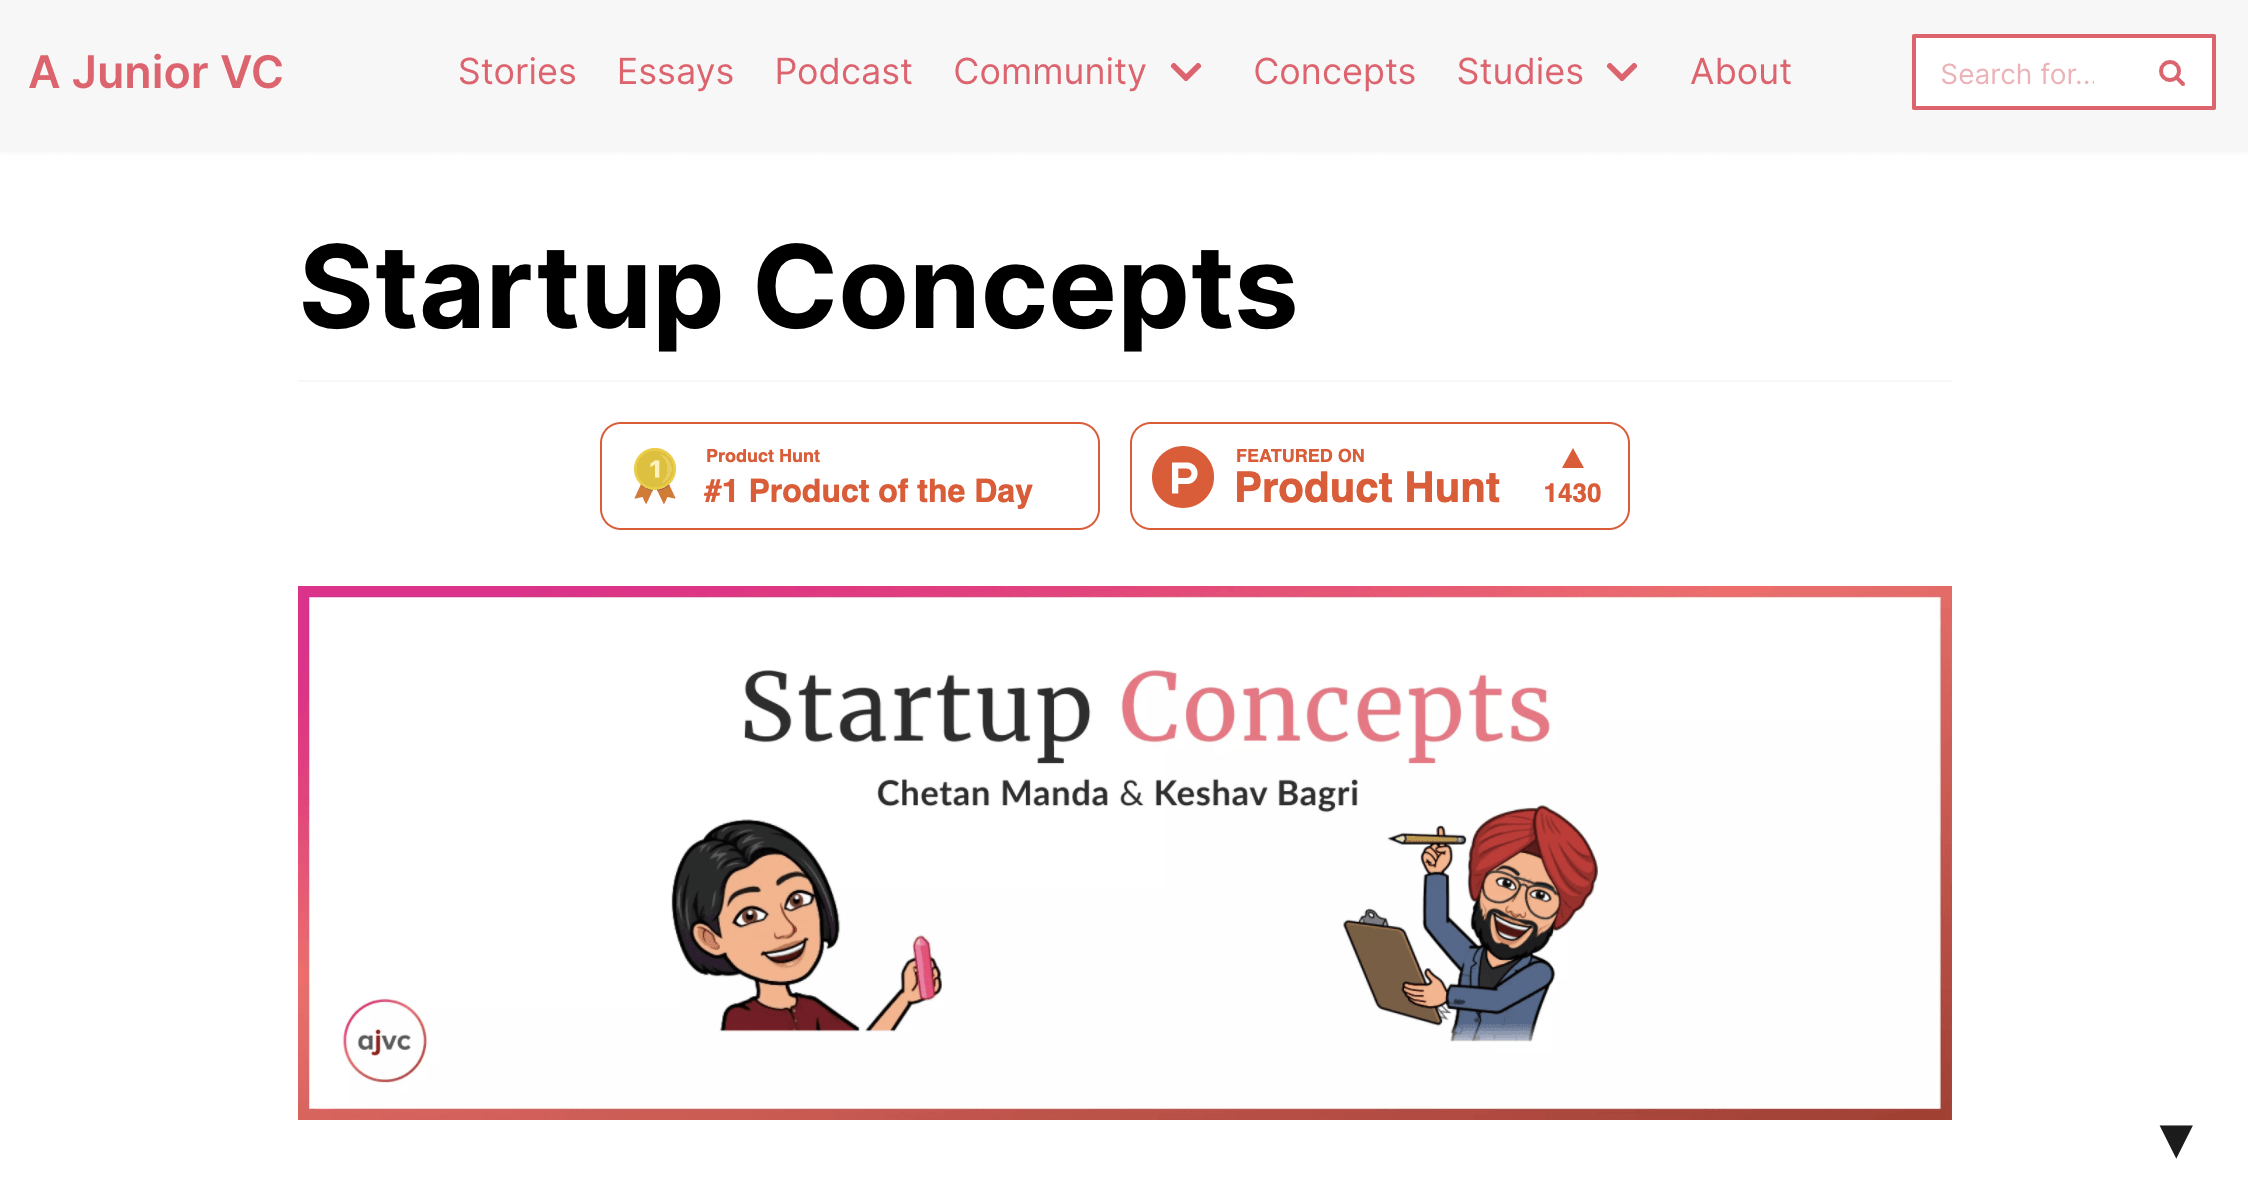 A Junior VC
Stories Essays Podcast Community Concepts Studies About
Search for...
Startup Concepts
1
Product Hunt
#1 Product of the Day
P
FEATURED ON
Product Hunt
1430
Startup Concepts
Chetan Manda & Keshav Bagri
ajvc